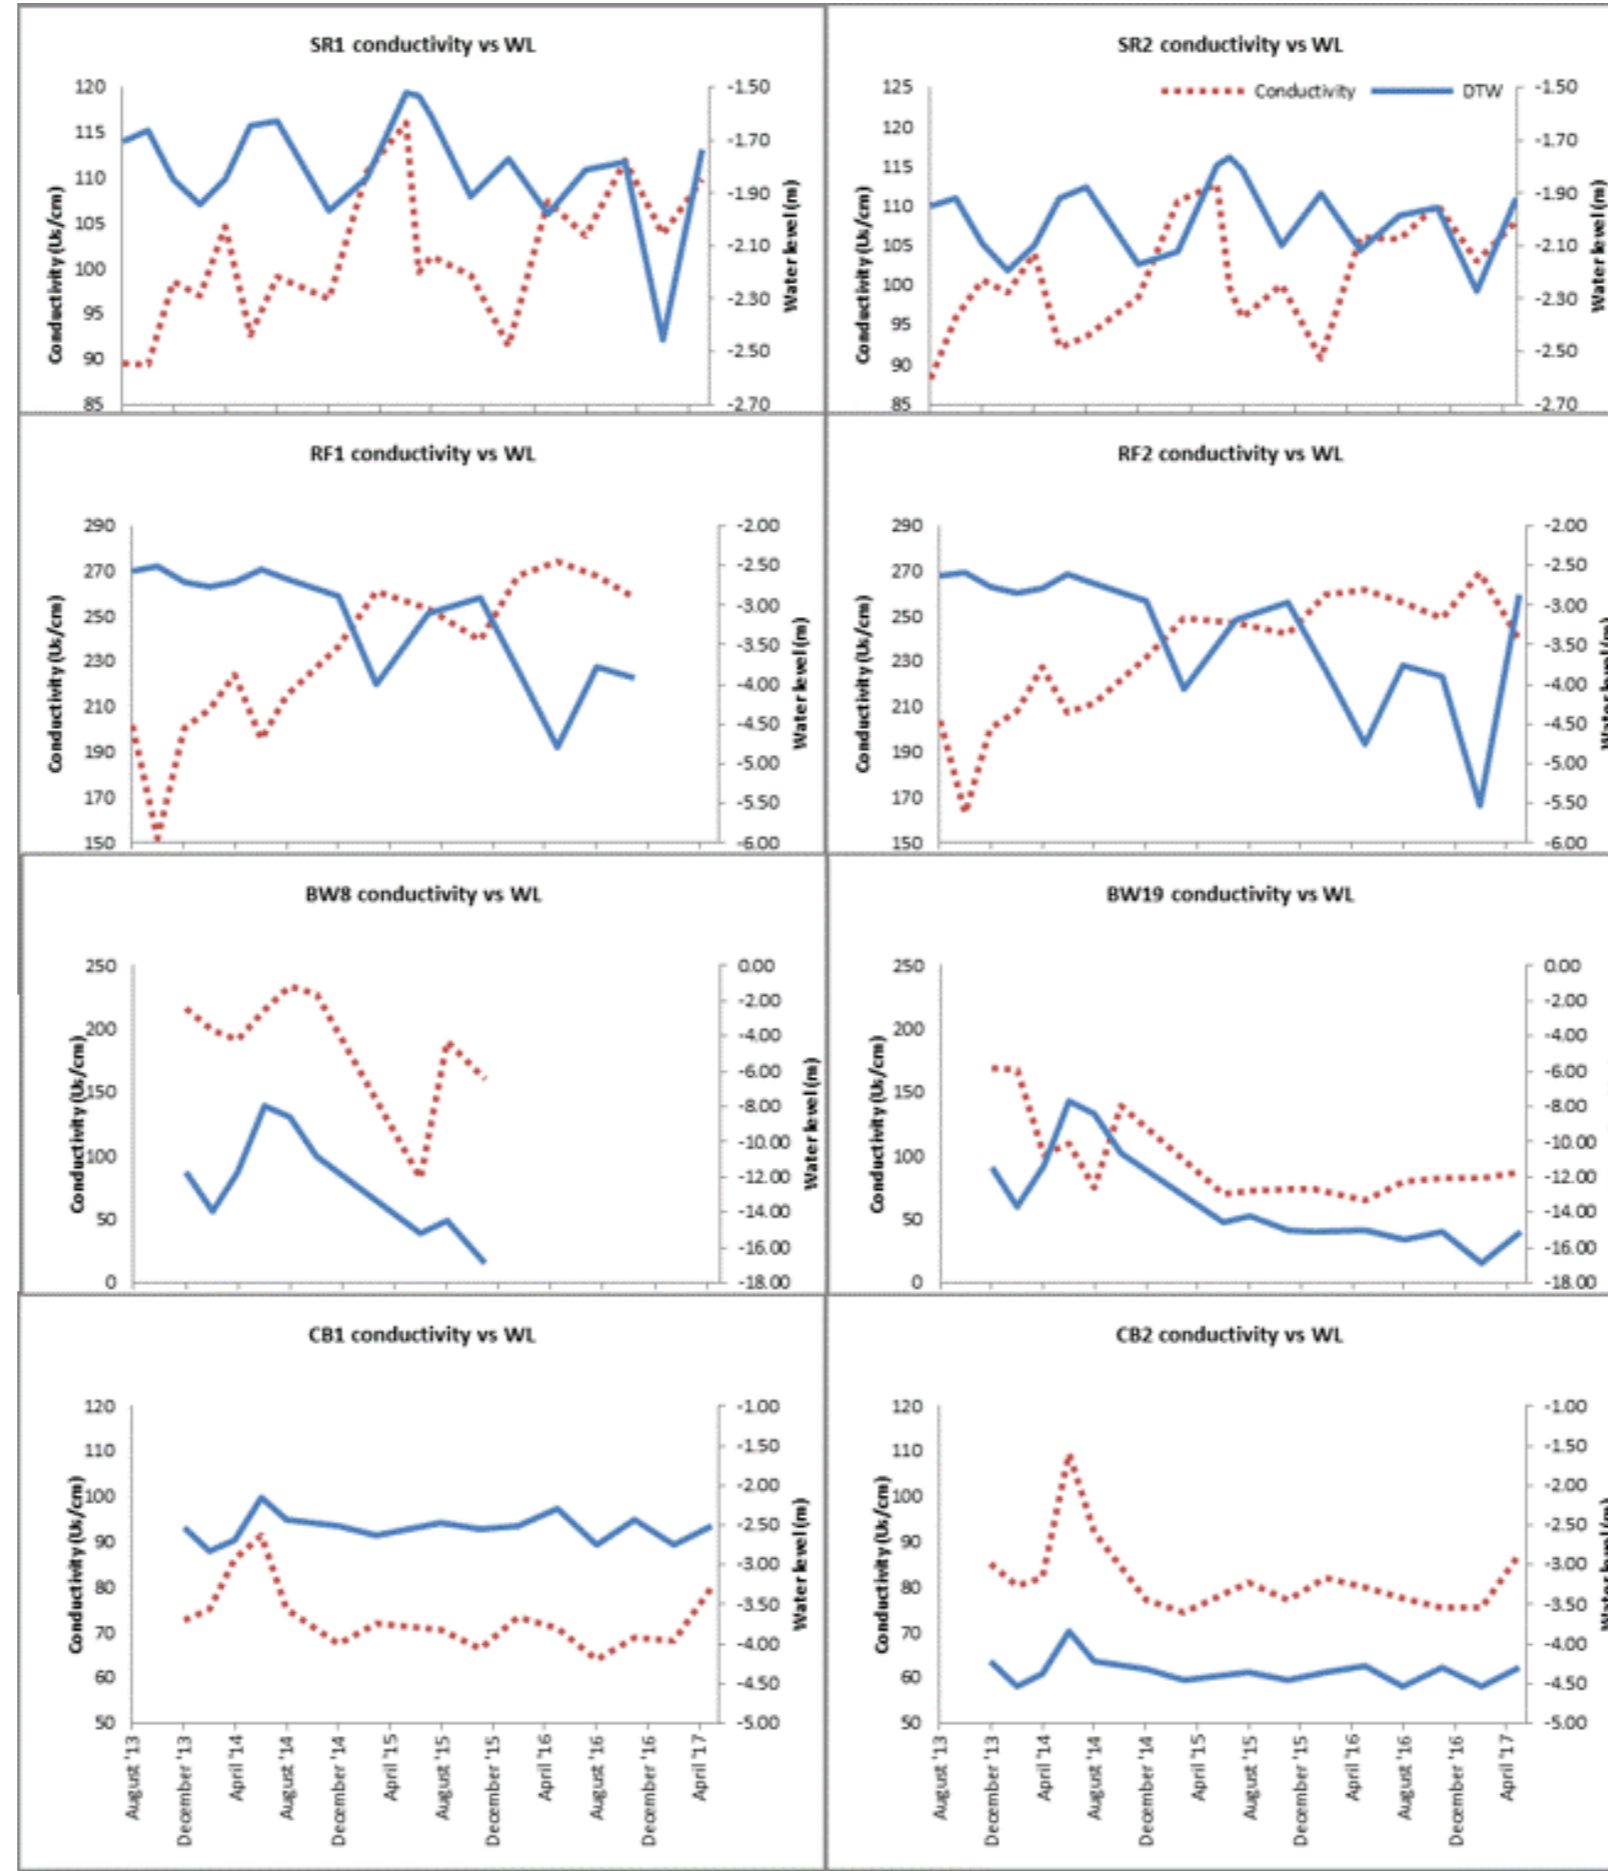 SR1 conductivity vs WL
120
115
110
105
100
95
90
85
Conductivity (Us/cm)
-1.50
-1.70
-1.90
-2.10
-2.30
-2.50
-2.70
Water level (m)
SR2 conductivity vs WL
Conductivity
DTW
125
120
115
110
105
100
95
90
85
Conductivity (Us/cm)
-1.50
-1.70
-1.90
-2.10
-2.30
-2.50
-2.70
Water level (m)
RF1 conductivity vs WL
290
270
250
230
210
190
170
150
Conductivity (Us/cm)
-2.00
-2.50
-3.00
-3.50
-4.00
-4.50
-5.00
-5.50
-6.00
Water level (m)
RF2 conductivity vs WL
290
270
250
230
210
190
170
150
Conductivity (Us/cm)
-2.00
-2.50
-3.00
-3.50
-4.00
-4.50
-5.00
-5.50
-6.00
Water level (m)
BW8 conductivity vs WL
250
200
150
100
50
0
Conductivity (Us/cm)
0.00
-2.00
-4.00
-6.00
-8.00
-10.00
-12.00
-14.00
-16.00
-18.00
Water level (m)
BW19 conductivity vs WL
250
200
150
100
50
0
Conductivity (Us/cm)
0.00
-2.00
-4.00
-6.00
-8.00
-10.00
-12.00
-14.00
-16.00
-18.00
CB1 conductivity vs WL
120
110
100
90
80
70
60
50
Conductivity (Us/cm)
-1.00
-1.50
-2.00
-2.50
-3.00
-3.50
-4.00
-4.50
-5.00
Water level (m)
August '13
December '13
April '14
August '14
December '14
April '15
August '15
December '15
April '16
August '16
December '16
April '17
CB2 conductivity vs WL
120
110
100
90
80
70
60
50
Conductivity (Us/cm)
-1.00
-1.50
-2.00
-2.50
-3.00
-3.50
-4.00
-4.50
-5.00
Water level (m)
August '13
December '13
April '14
August '14
December '14
April '15
August '15
December '15
April '16
August '16
December '16
April '17